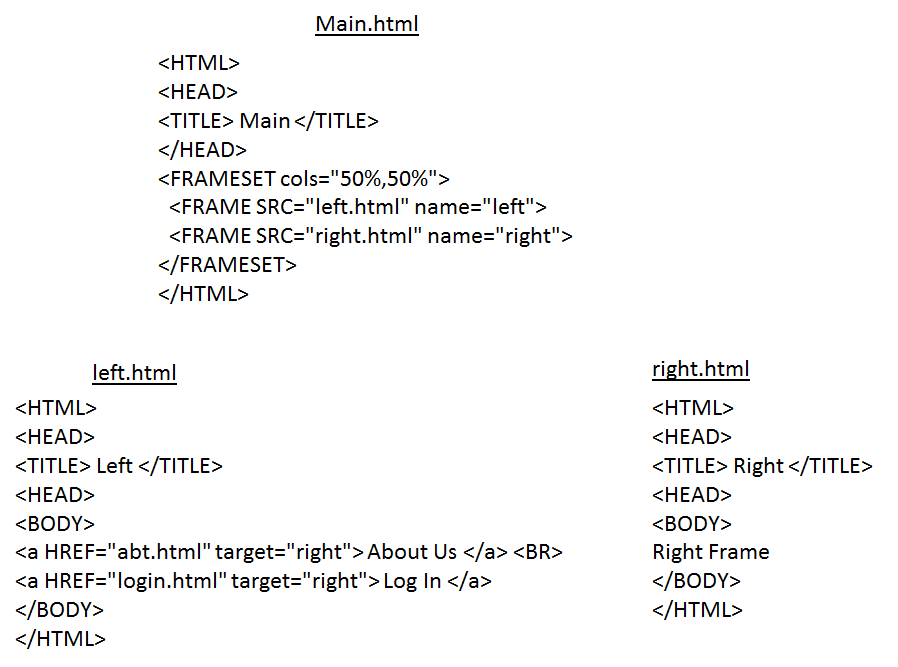 Main.html
<HTML>
<HEAD>
<TITLE> Main </TITLE>
</HEAD>
<FRAMESET cols="50%,50%">
<FRAME SRC="left.html" name="left">
<FRAME SRC="right.html" name="right">
</FRAMESET>
</HTML>
left.html
<HTML>
<HEAD>
<TITLE> Left </TITLE>
<HEAD>
<BODY>
<a HREF="abt.html" target="right"> About Us </a> <BR>
<a HREF="login.html" target="right"> Log In </a>
</BODY>
</HTML>
right.html
<HTML>
<HEAD>
<TITLE> Right </TITLE>
<HEAD>
<BODY>
Right Frame
</BODY>
</HTML>